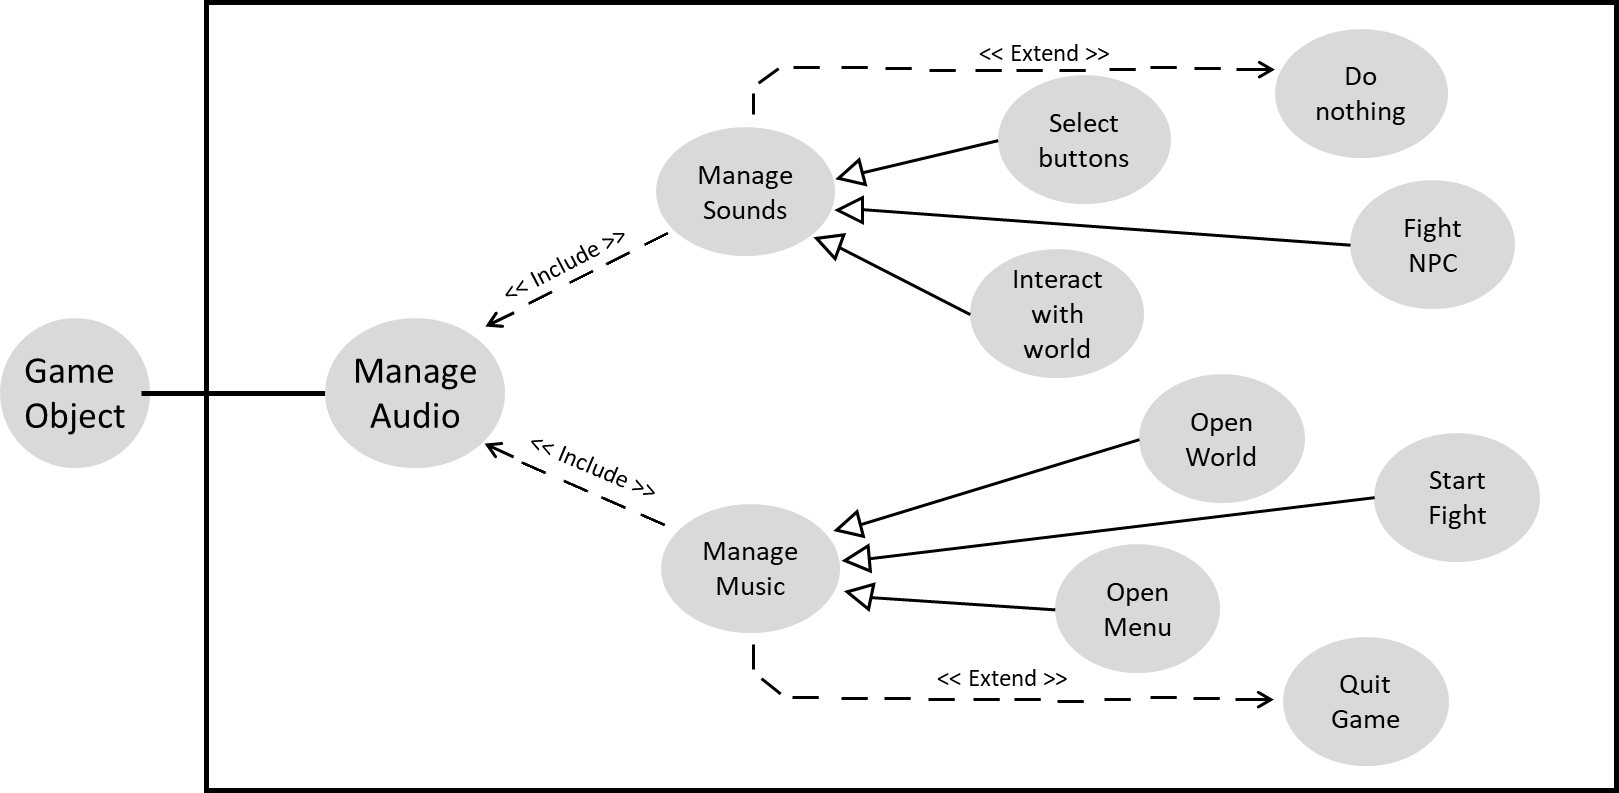 << Extend >>
Do
nothing
Select
buttons
Manage
Sounds
Fight
NPC
<< Include >>
Interact
with
world
Game
Object
Manage
Audio
Open
World
<< Include >>
Start
Fight
Manage
Music
Open
Menu
<< Extend >>
Quit
Game